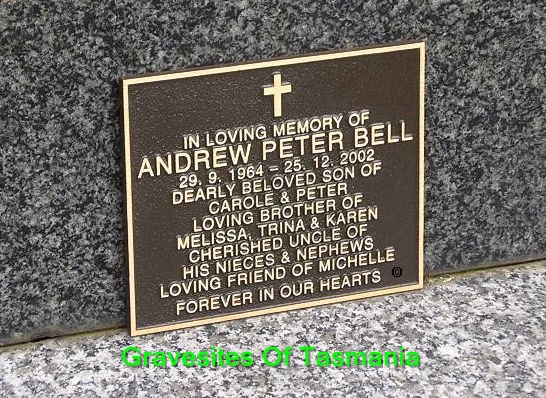 IN LOVING MEMORY OF
ANDREW PETER BELL
29. 9. 1964 – 25. 12. 2002
DEARLY BELOVED SON OF
CAROLE & PETER
LOVING BROTHER OF
MELISSA, TRINA & KAREN
CHERISHED UNCLE OF
HIS NIECES & NEPHEWS
LOVING FRIEND OF MICHELLE
FOREVER IN OUR HEARTS ©
Gravesites Of Tasmania